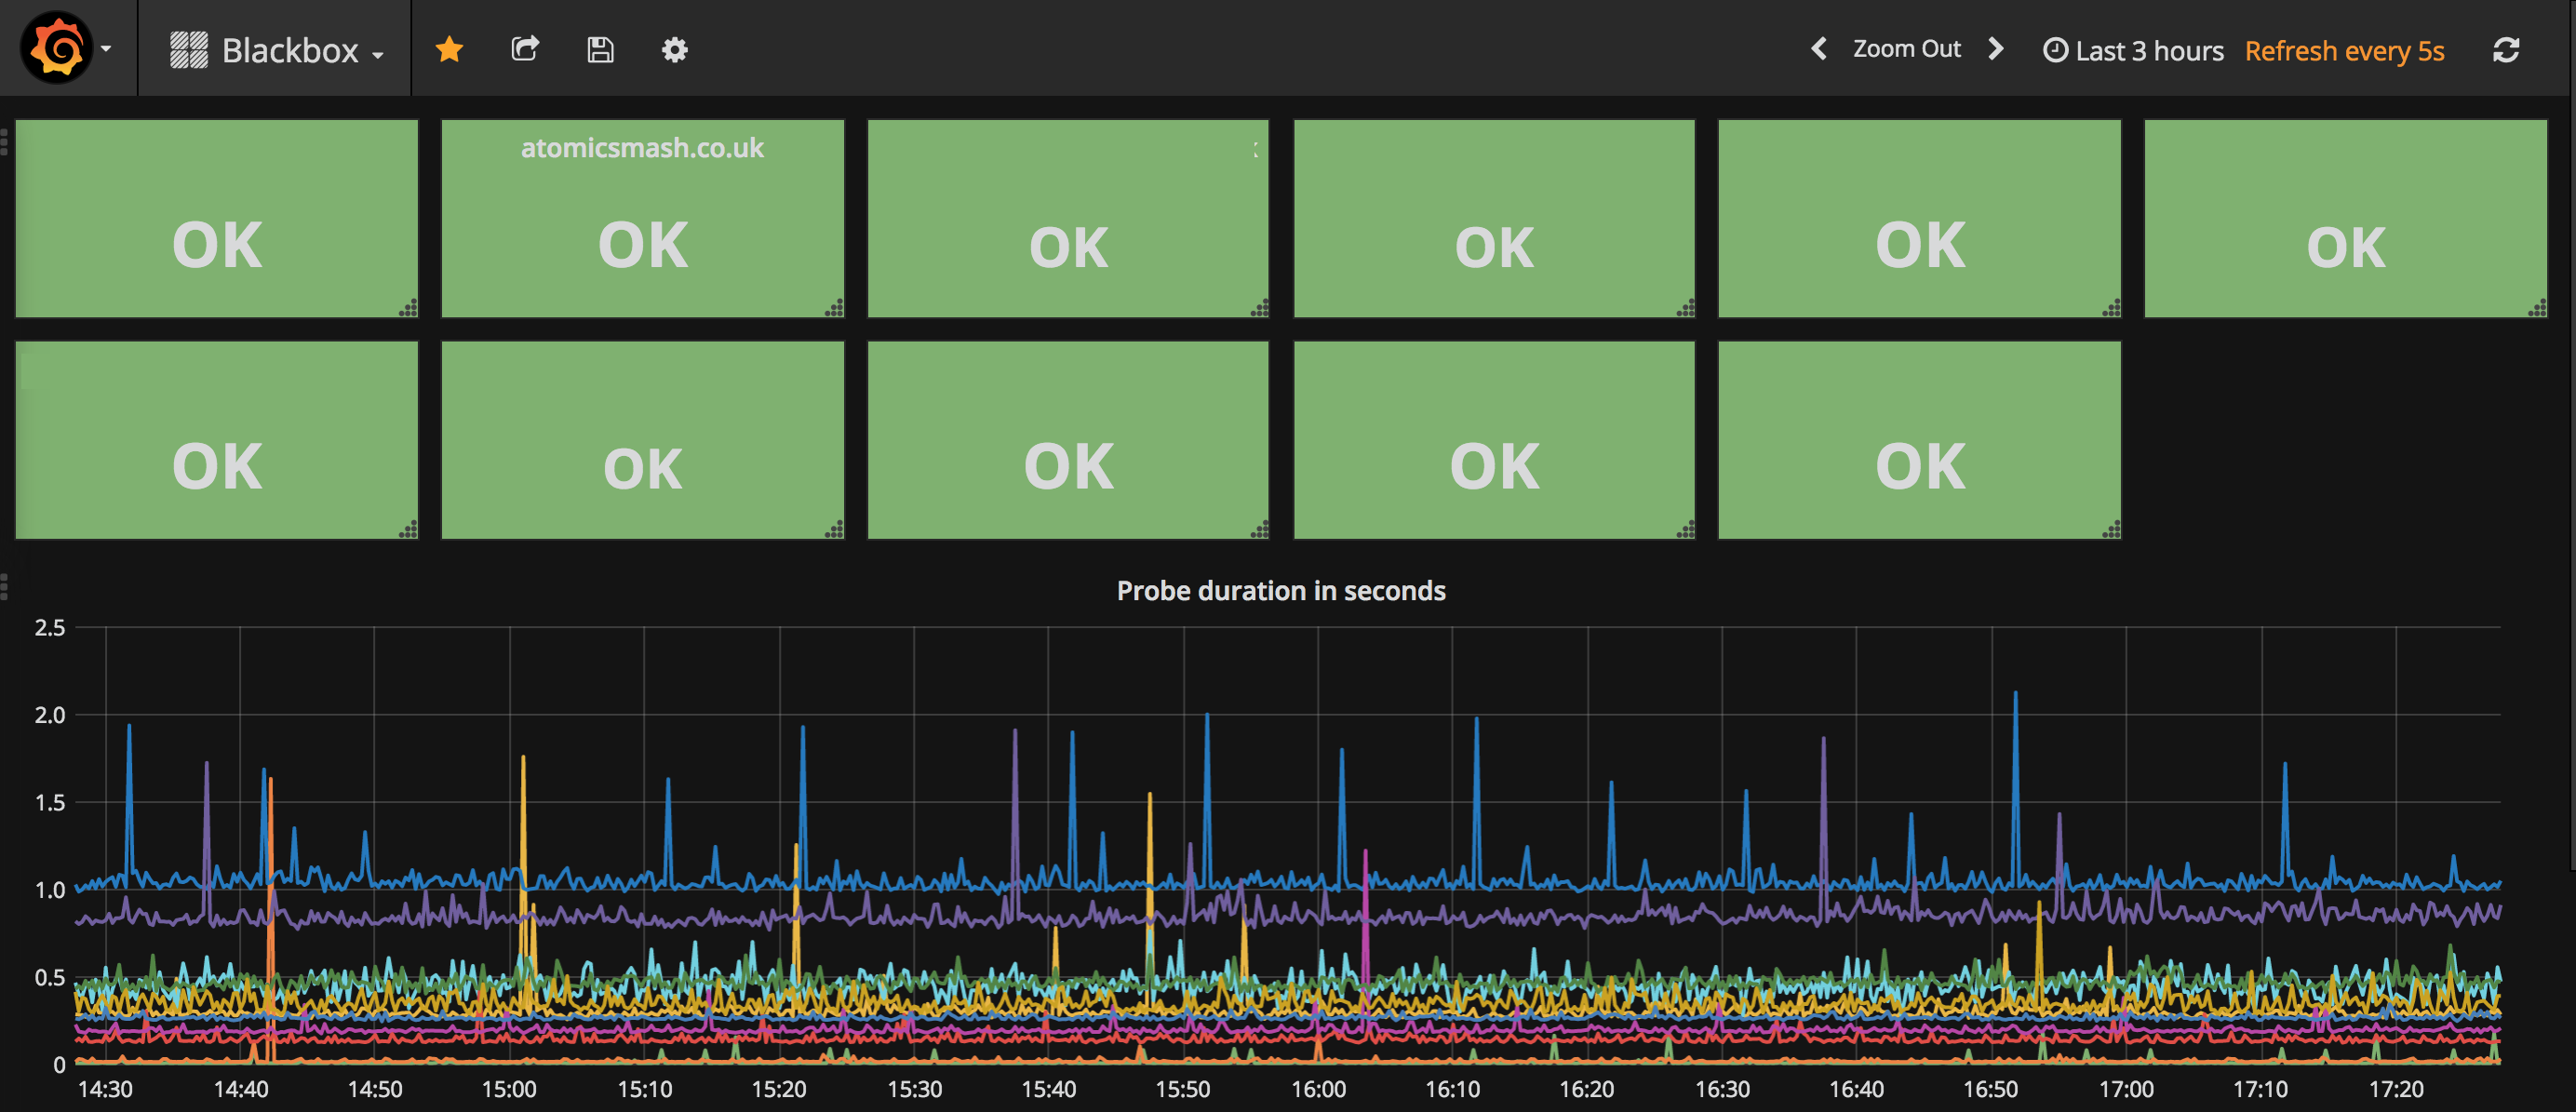 Blackbox
Zoom Out
Last 3 hours
Refresh every 5s
atomicsmash.co.uk
OK
OK
OK
OK
OK
OK
OK
OK
OK
OK
OK
Probe duration in seconds
2.5
2.0
1.5
1.0
0.5
0
14:30 14:40 14:50 15:00 15:10 15:20 15:30 15:40 15:50 16:00 16:10 16:20 16:30 16:40 16:50 17:00 17:10 17:20